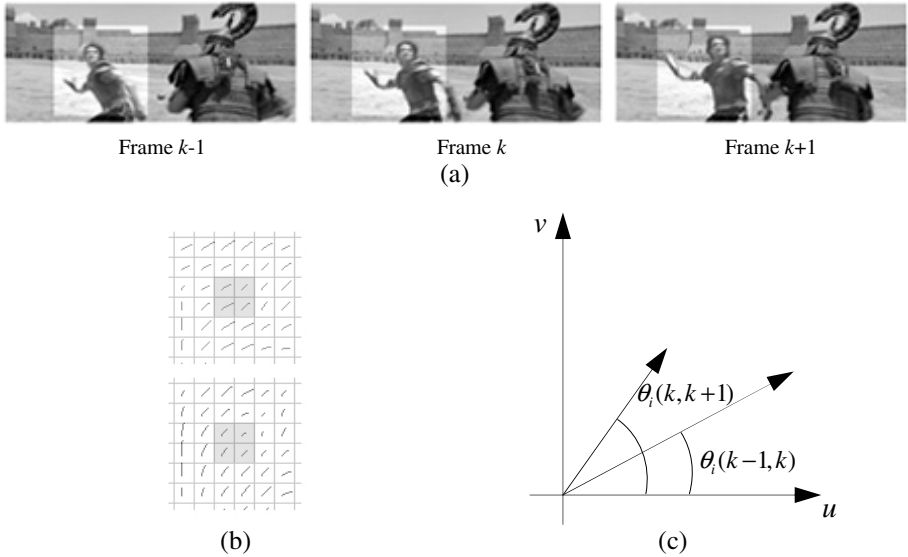 Frame k-1
Frame k
Frame k+1
(a)
v
θi(k, k+1)
θi(k−1, k)
u
(b)
(c)